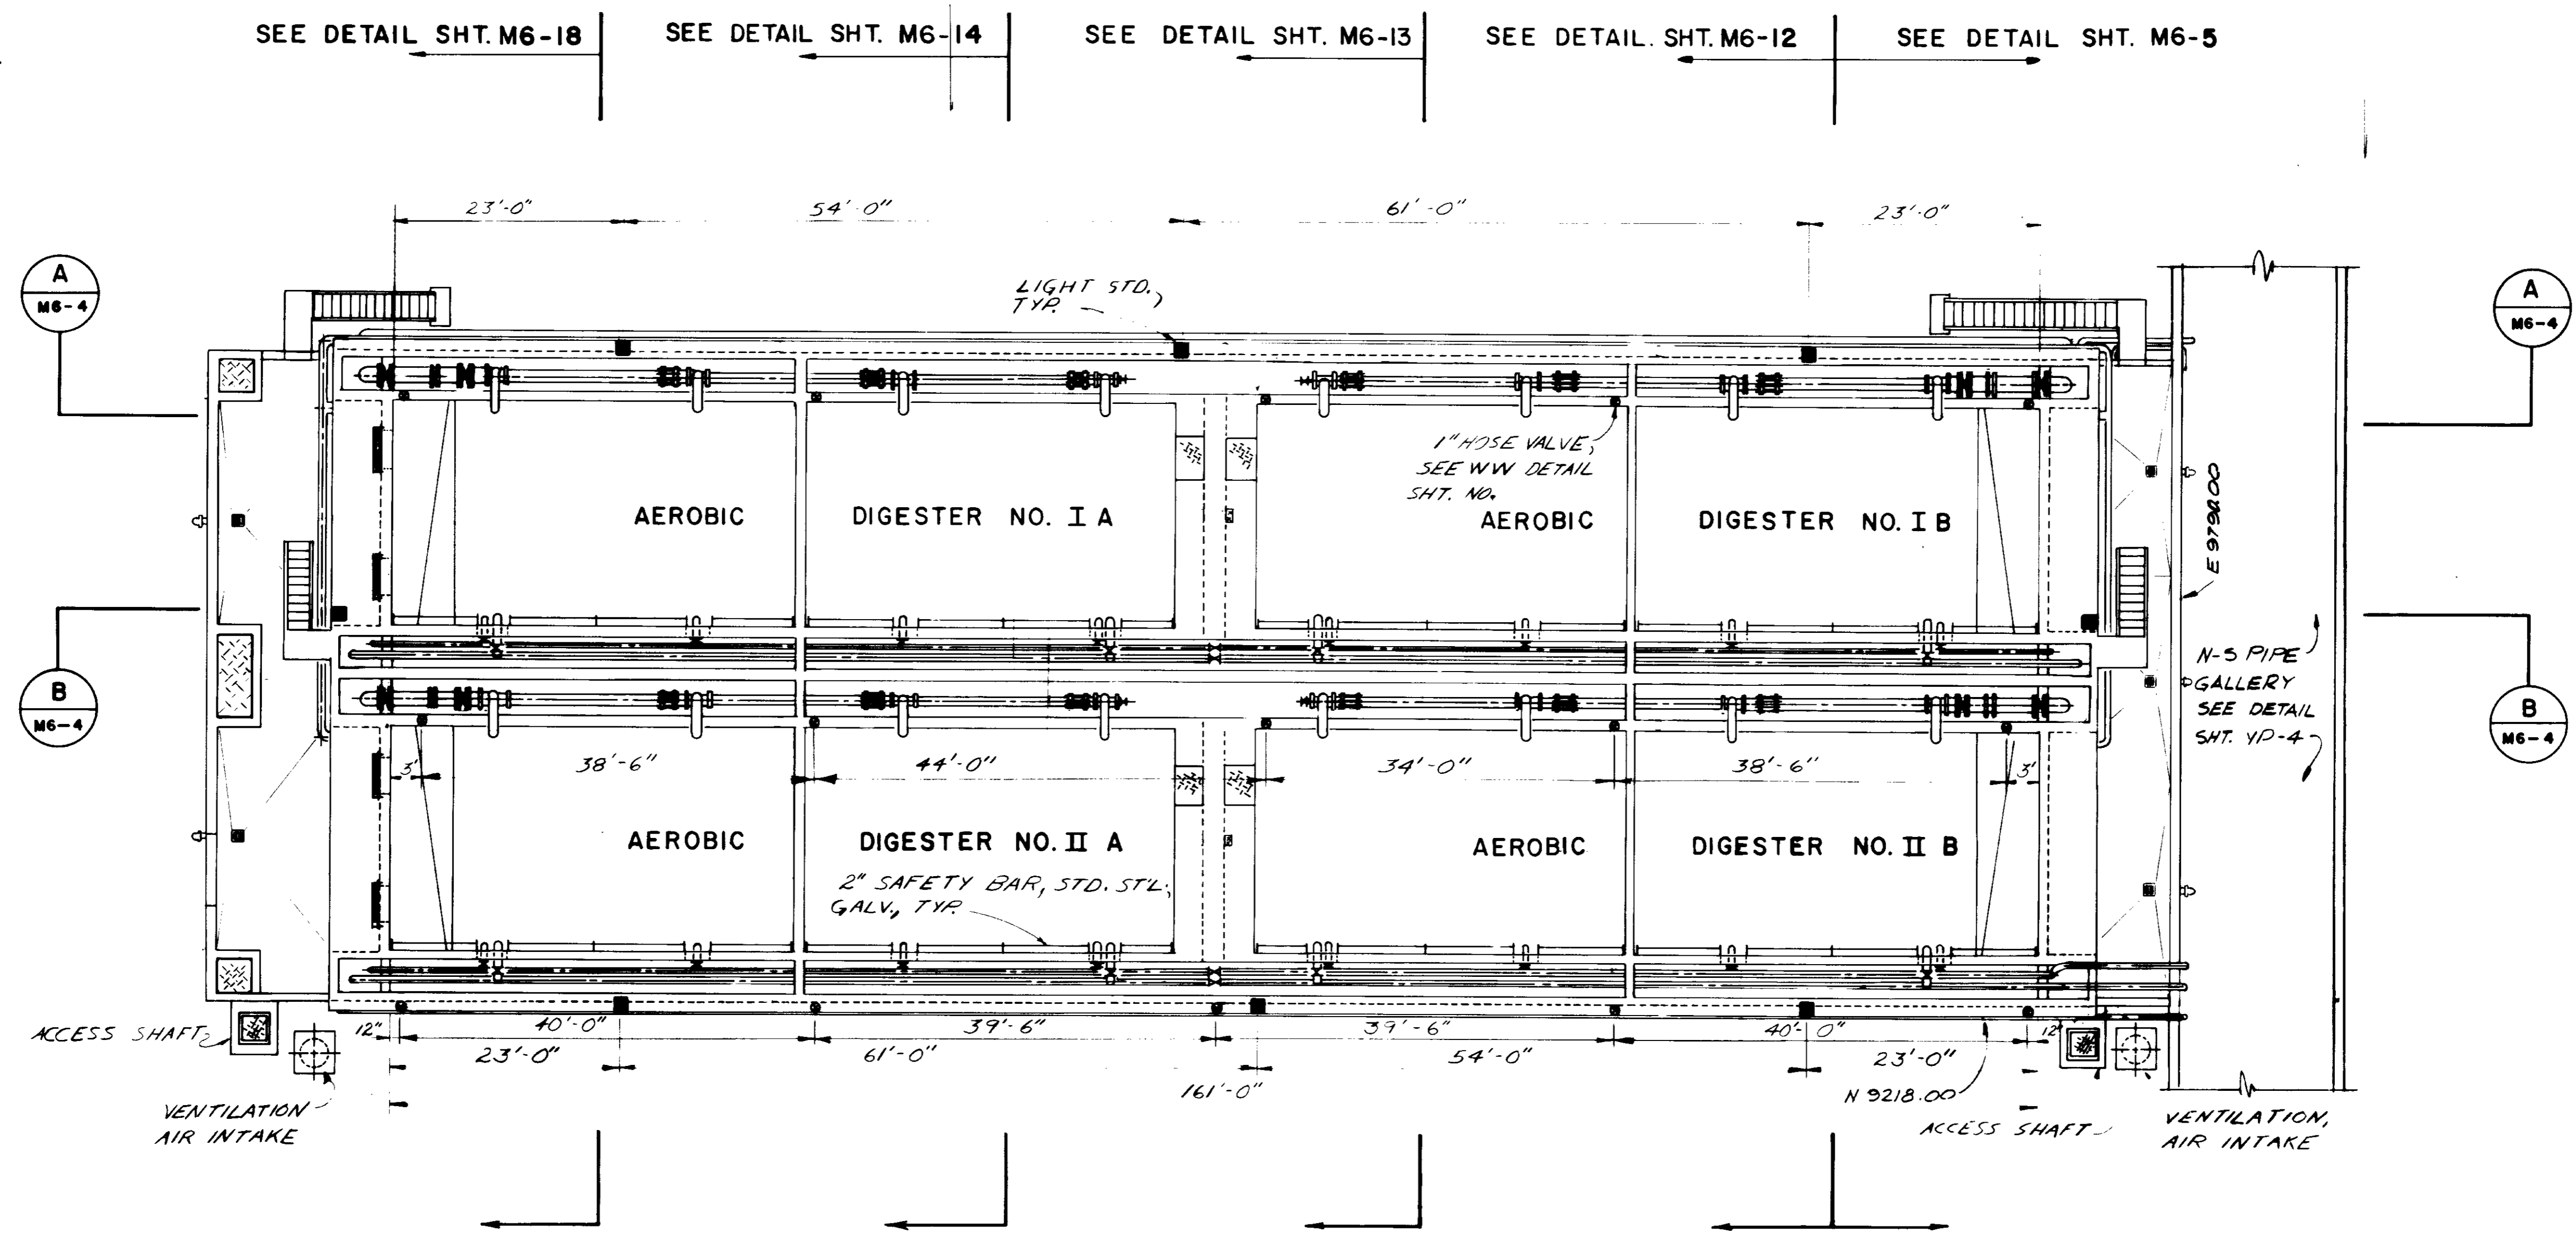 SEE DETAIL SHT. M6-18
SEE DETAIL SHT. M6-14
SEE DETAIL SHT. M6-13
SEE DETAIL. SHT. M6-12
SEE DETAIL SHT. M6-5
23'-0"
54'-0"
61'-0"
23'-0"
A
M6-4
LIGHT STD.,
TYP.
A
M6-4
1" HOSE VALVE,
SEE WW DETAIL
SHT. NO.
AEROBIC DIGESTER NO. I A
AEROBIC DIGESTER NO. I B
B
M6-4
N-S PIPE
GALLERY
SEE DETAIL
SHT. YP-4
B
M6-4
3'
38'-6"
44'-0"
34'-0"
38'-6"
3'
AEROBIC DIGESTER NO. II A
AEROBIC DIGESTER NO. II B
2" SAFETY BAR, STD. ST'L.,
GALV., TYP.
ACCESS SHAFT
12"
40'-0"
39'-6"
39'-6"
40'-0"
12"
23'-0"
61'-0"
54'-0"
23'-0"
161'-0"
N 9218.00
VENTILATION
AIR INTAKE
ACCESS SHAFT
VENTILATION,
AIR INTAKE